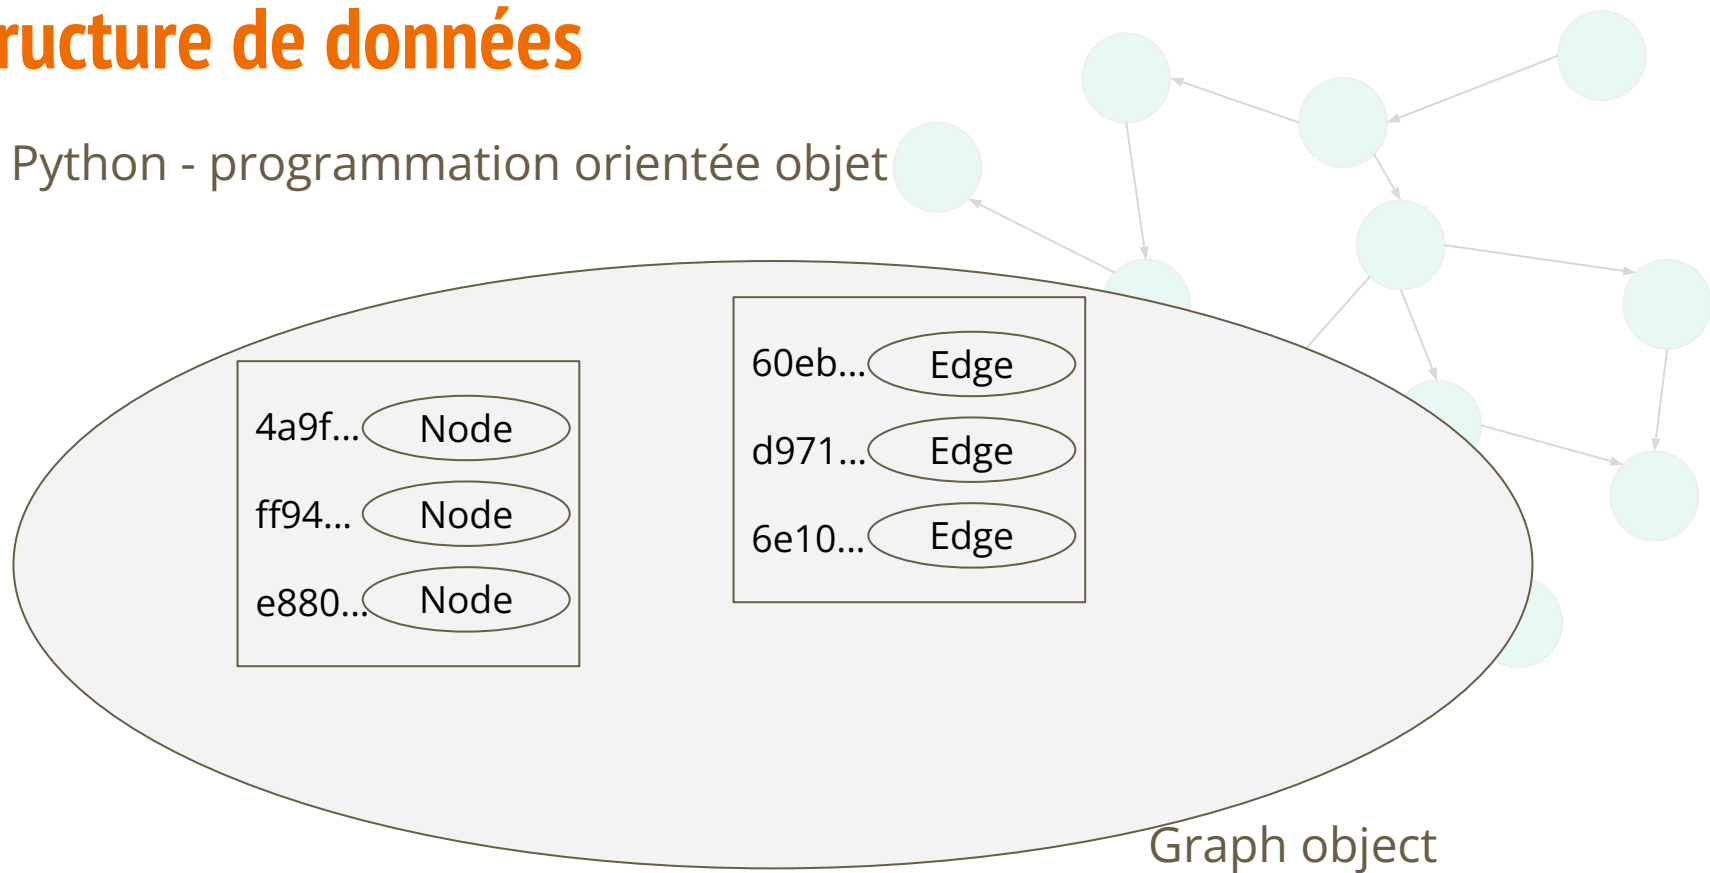 ructure de données
Python - programmation orientée objet
4a9f... Node
ff94... Node
e880... Node
60eb... Edge
d971... Edge
6e10... Edge
Graph object